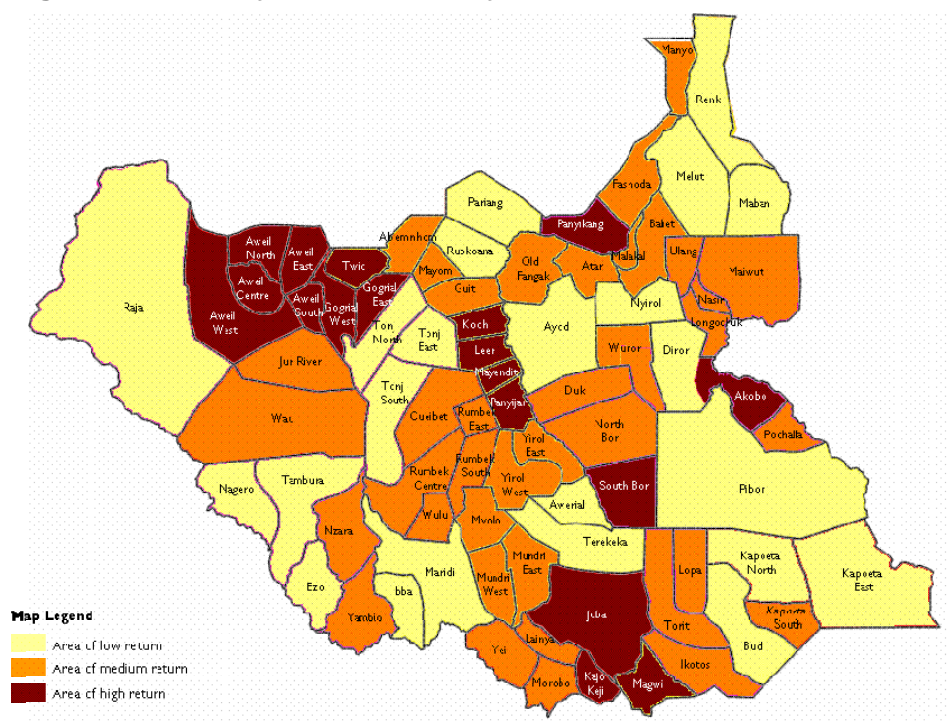 Manyo
Renk
Fashoda
Melut
Maban
Pariang
Panyikang
Baliet
Abiemnhom
Rubkoana
Old
Fangak
Atar
Malakal
Ulang
Maiwut
Aweil
North
Aweil
East
Twic
Mayom
Guit
Nasir
Longochuk
Aweil
Centre
Gogrial
East
Raja
Aweil
West
Aweil
South
Gogrial
West
Ton
North
Tonj
East
Koch
Ayod
Nyirol
Wuror
Diror
Jur River
Leer
Mayendit
Tonj
South
Panyijar
Duk
Akobo
Wau
Cueibet
Rumbek
East
North
Bor
Pochalla
Yirol
East
Nagero
Tambura
Rumbek
Centre
Rumbek
South
Yirol
West
South Bor
Pibor
Awerial
Nzara
Wulu
Mvolo
Terekeka
Ezo
Yambio
bba
Maridi
Mundri
West
Mundri
East
Lopa
Kapoeta
North
Kapoeta
East
Juba
Torit
Kapoeta
South
Bud
Yei
Lainya
Ikotos
Morobo
Kajo
Keji
Magwi
Map Legend
Area of low return
Area of medium return
Area of high return